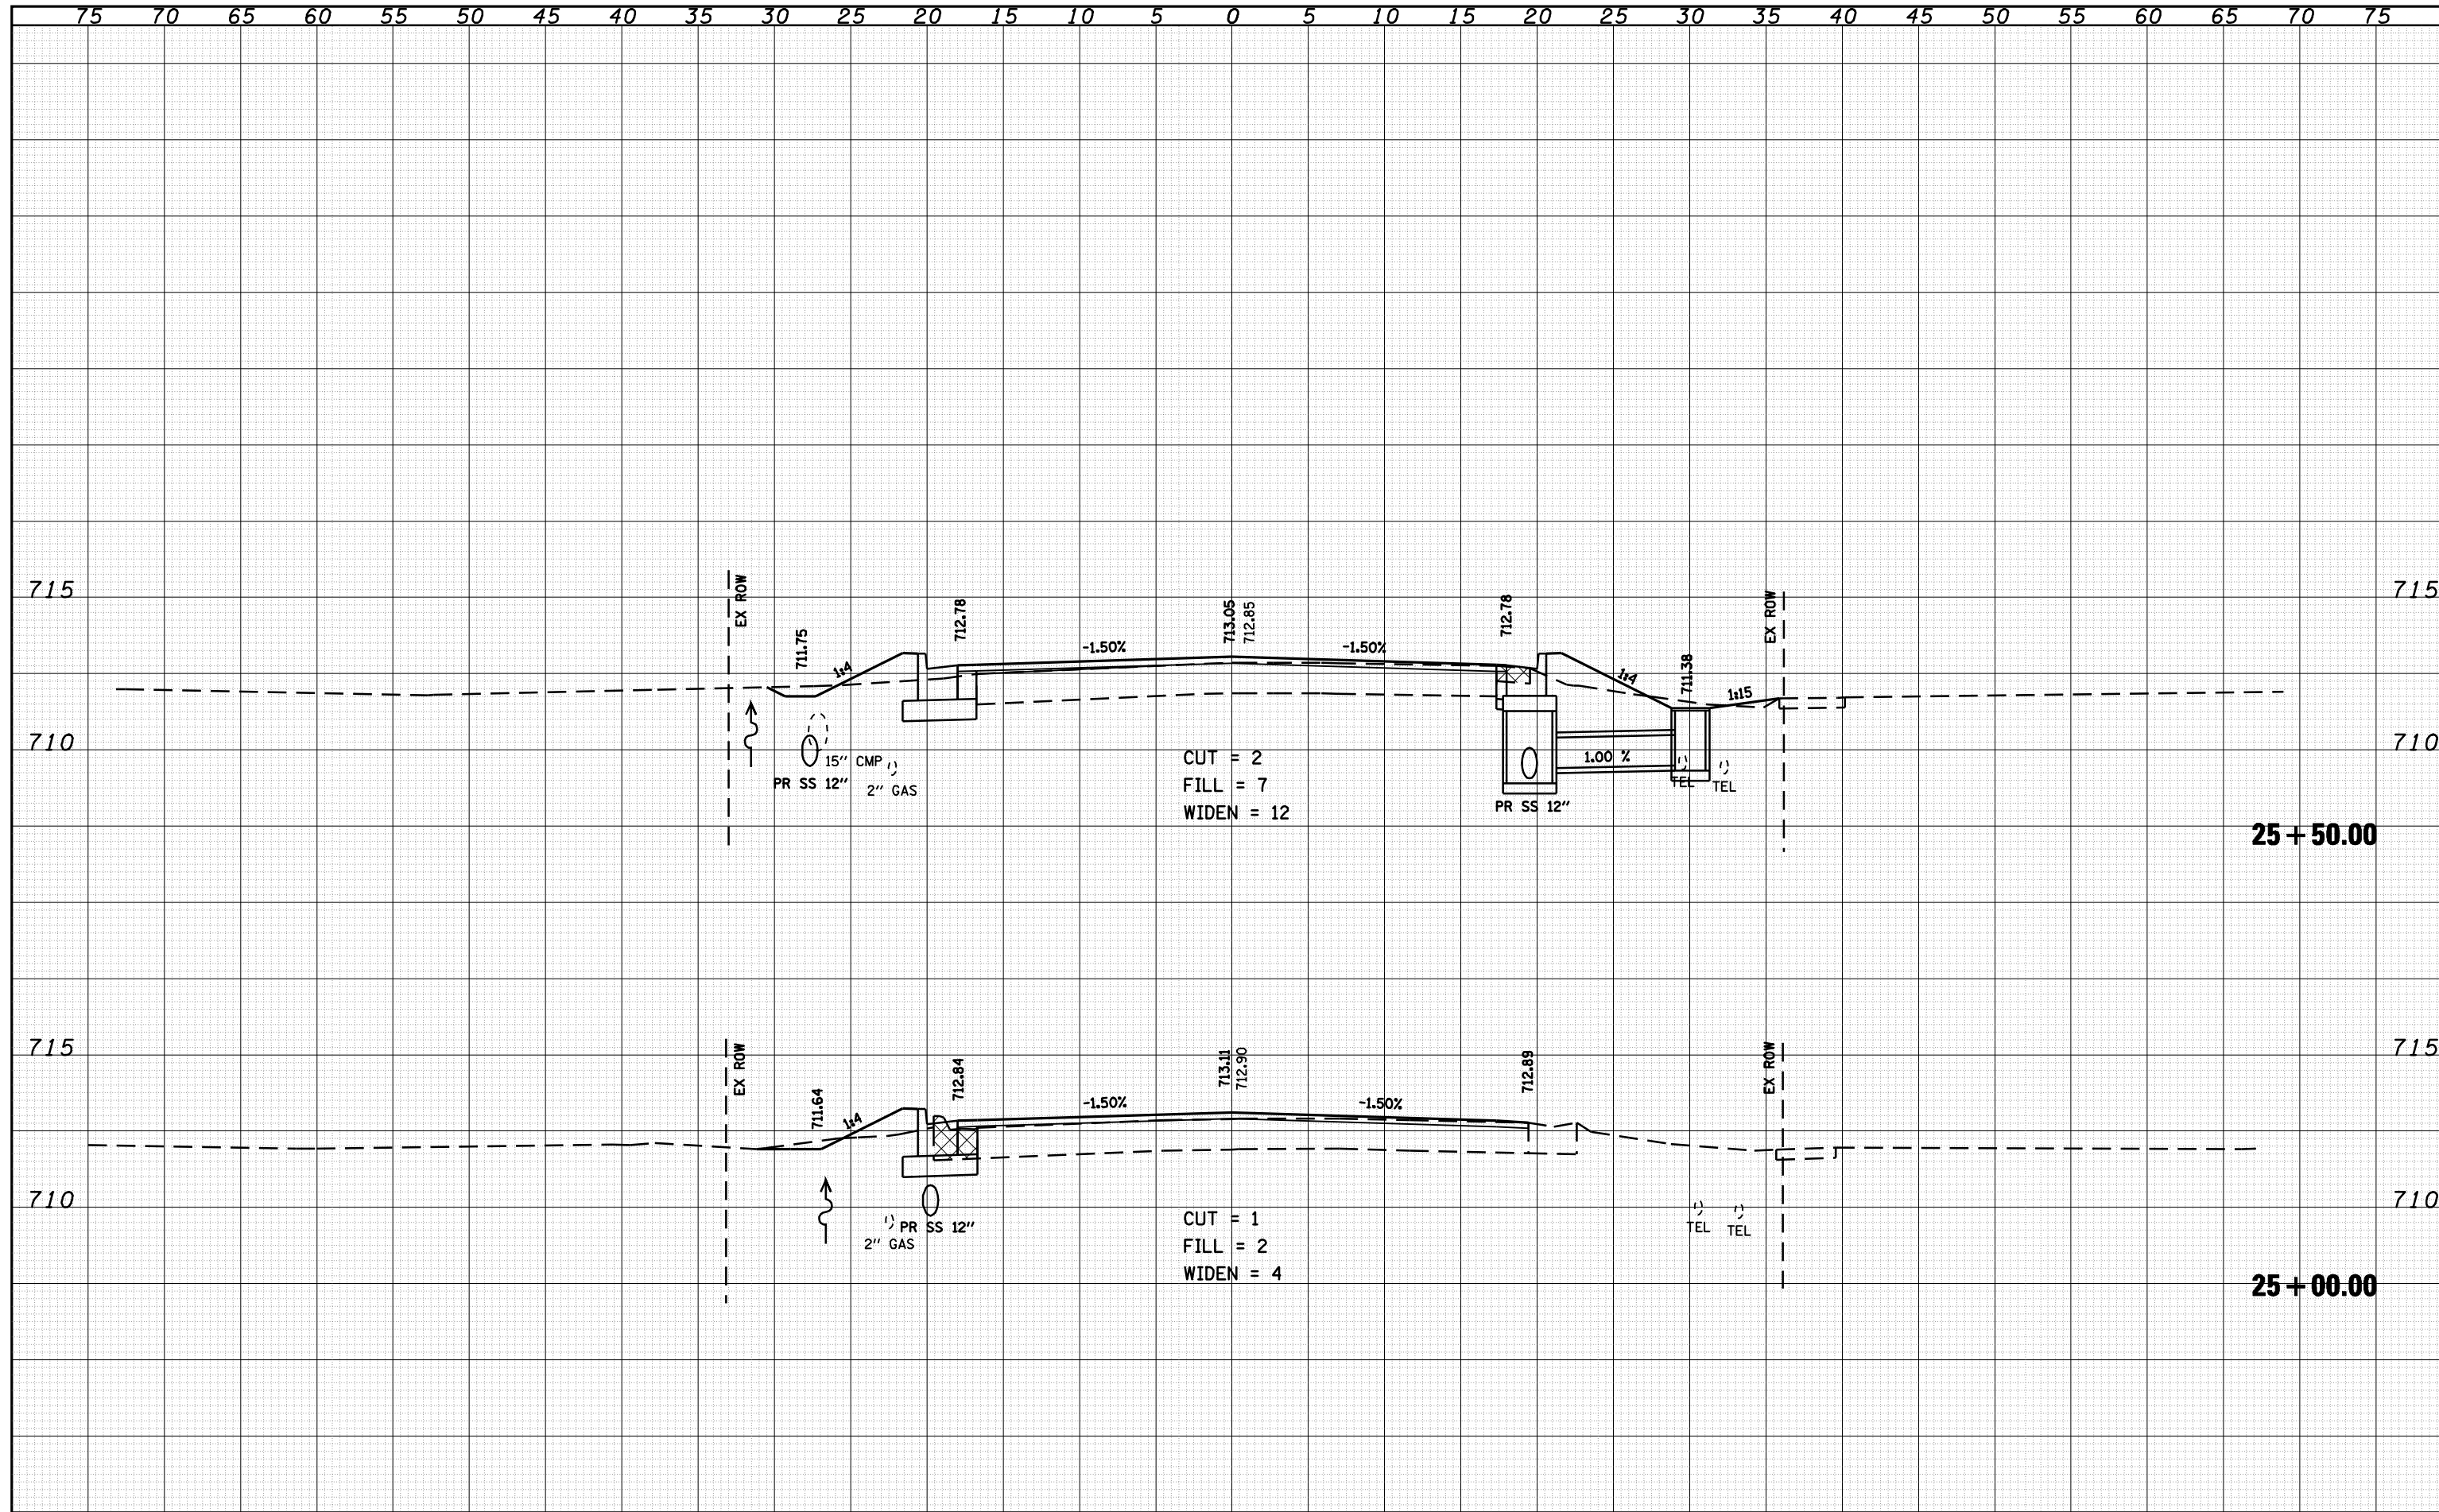 75 70 65 60 55 50 45 40 35 30 25 20 15 10 5 0 5 10 15 20 25 30 35 40 45 50 55 60 65 70 75
715 715
EX ROW
711.75
1:4
712.78
-1.50%
713.05
712.85
-1.50%
712.78
1:4
711.38
1:15
EX ROW
710 710
15" CMP
PR SS 12"
2" GAS
CUT = 2
FILL = 7
WIDEN = 12
1.00 %
PR SS 12"
TEL
TEL
25+50.00
715 715
EX ROW
711.64
1:4
712.84
-1.50%
713.11
712.90
-1.50%
712.89
EX ROW
710 710
PR SS 12"
2" GAS
CUT = 1
FILL = 2
WIDEN = 4
TEL
TEL
25+00.00